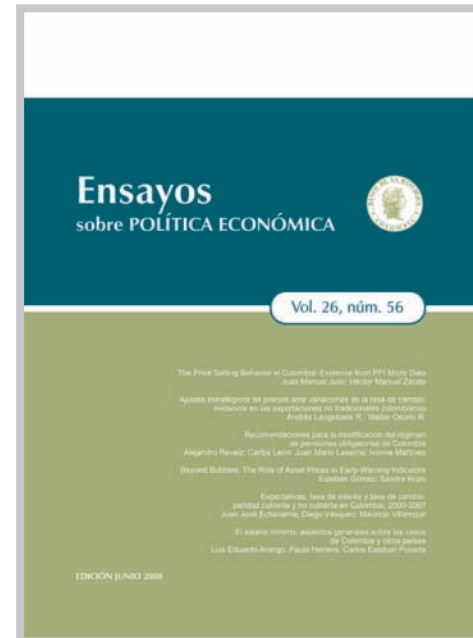 Ensayos
sobre POLÍTICA ECONÓMICA
BANCO DE LA REPÚBLICA
COLOMBIA
Vol. 26, núm. 56
The Price Setting Behavior in Colombia: Evidence from PPI Micro Data
Juan Manuel Julio; Héctor Manuel Zárate
Ajustes estratégicos de precios ante variaciones de la tasa de cambio:
evidencia en las exportaciones no tradicionales colombianas
Andrés Langebaek R.; Walter Osorio R.
Recomendaciones para la modificación del régimen
de pensiones obligatorias de Colombia
Alejandro Reveiz; Carlos León; Juan Mario Laserna; Ivonne Martínez
Beyond Bubbles: The Role of Asset Prices in Early-Warning Indicators
Esteban Gómez; Sandra Rozo
Expectativas, tasa de interés y tasa de cambio:
paridad cubierta y no cubierta en Colombia, 2000-2007
Juan José Echavarría; Diego Vásquez; Mauricio Villamizar
El salario mínimo: aspectos generales sobre los casos
de Colombia y otros países
Luis Eduardo Arango; Paula Herrera; Carlos Esteban Posada
EDICIÓN JUNIO 2008